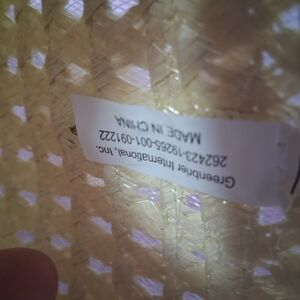 Greenbrier International, Inc.
262423-19265-001-091222
MADE IN CHINA